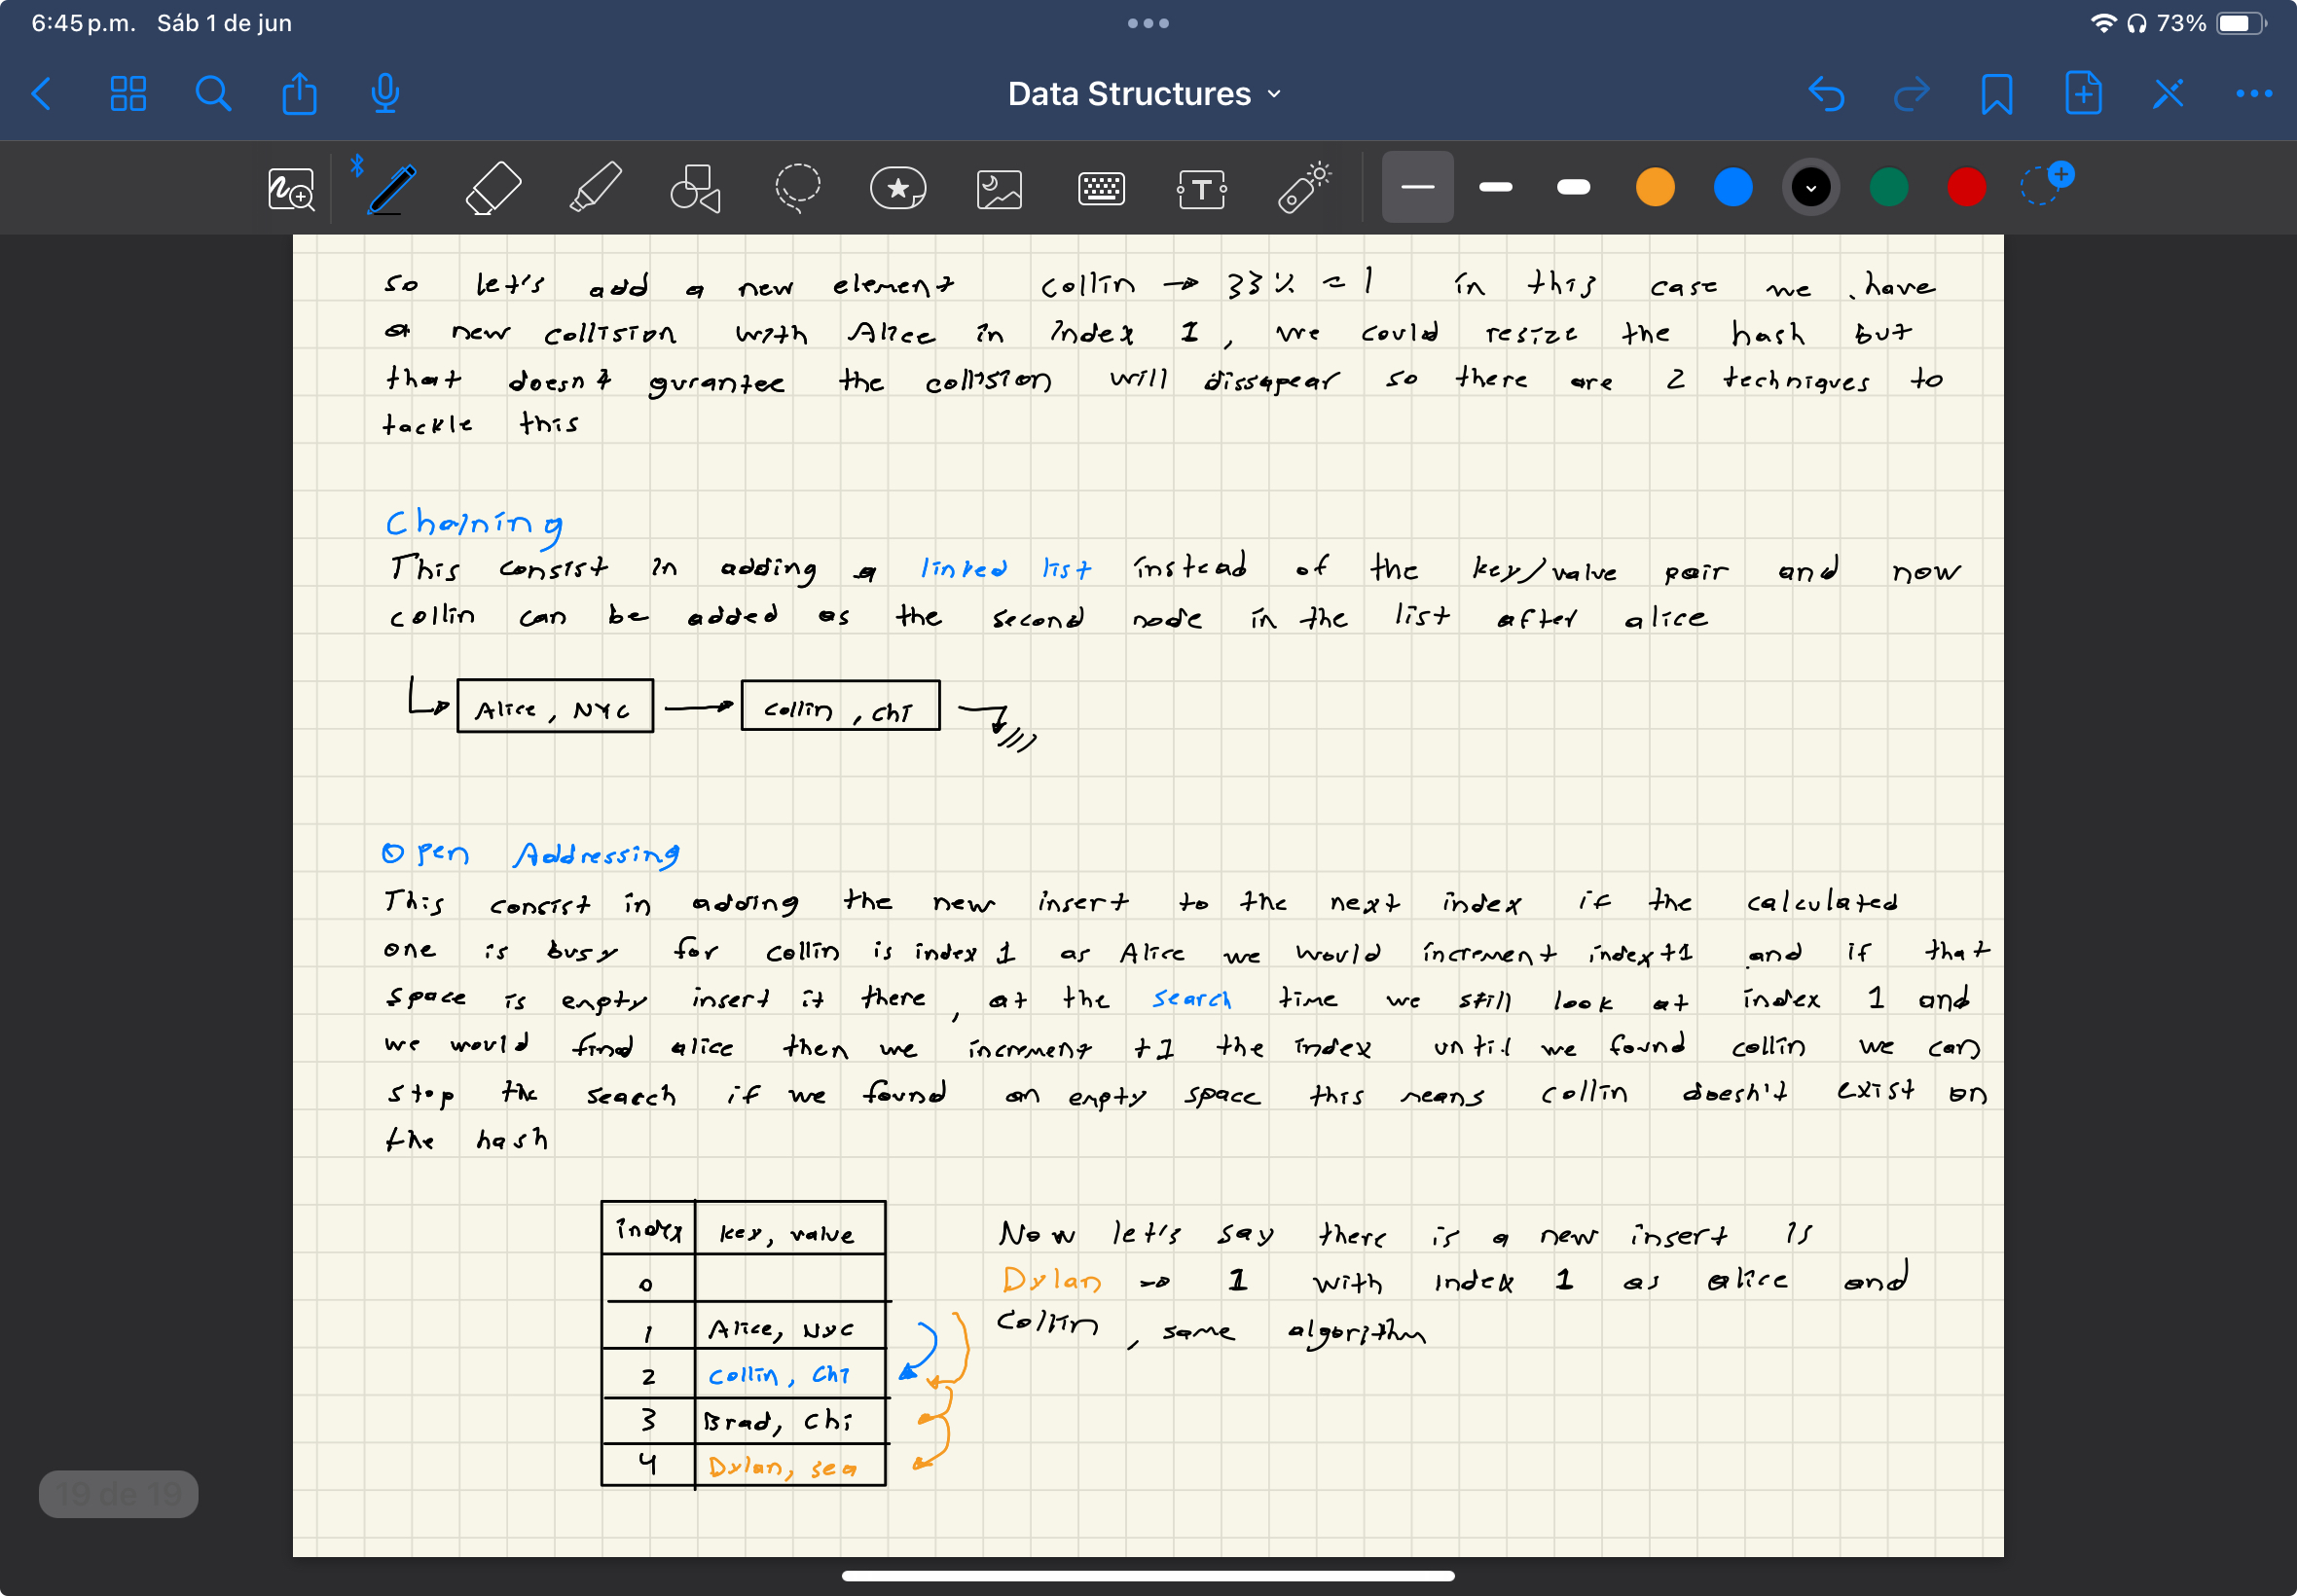 6:45 p.m. Sáb 1 de jun
73%
Data Structures
so let's add a new element collin → 33 % = 1 in this case we have
a new collision with Alice in index 1, we could resize the hash but
that doesn't gurantee the collision will dissapear so there are 2 techniques to
tackle this
Chaining
This consist in adding a linked list instead of the key/value pair and now
collin can be added as the second node in the list after alice
Alice, NYC → collin, chi
Open Addressing
This consist in adding the new insert to the next index if the calculated
one is busy for collin is index 1 as Alice we would increment index+1 and if that
space is empty insert it there, at the search time we still look at index 1 and
we would find alice then we increment +1 the index until we found collin we can
stop the search if we found an empty space this means collin doesn't exist on
the hash
index key, value
0
1 Alice, NYC
2 collin, chi
3 Brad, chi
4 Dylan, sea
Now let's say there is a new insert is
Dylan → 1 with index 1 as alice and
Collin, same algorithm
19 de 19